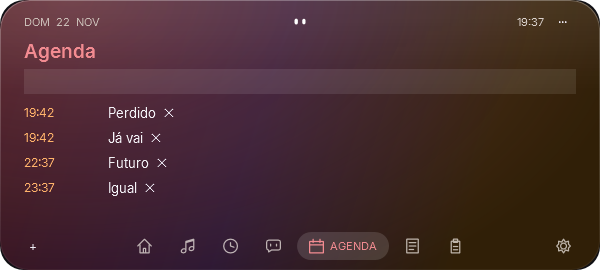 DOM 22 NOV
19:37
Agenda
19:42 Perdido
19:42 Já vai
22:37 Futuro
23:37 Igual
AGENDA